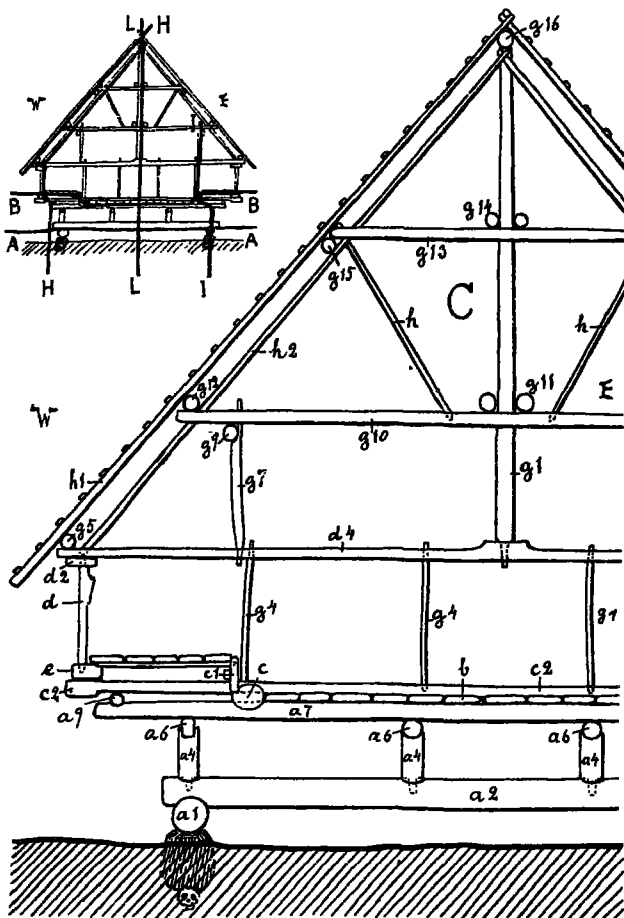 L H
W E
B B
A A
H L I
g16
g14
g13
g15
C
h h
h2
g12
g11
"W" E
g10
g9
h1
g7
g1
g5
d4
d2
d
g4 g4 g1
e
c1 c
c2 b c2
a9 a7
a6 a6 a6
a4 a4 a4
a2
a1